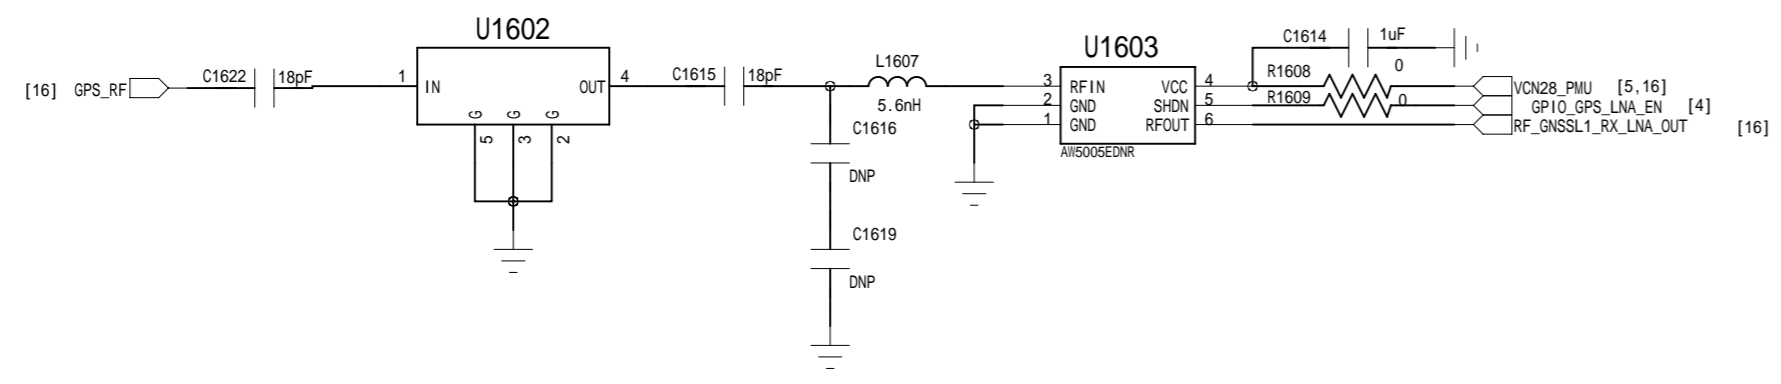 U1602
U1603
C1614
1uF
L1607
5.6nH
[16] GPS_RF
C1622
18pF
1
IN
OUT
4
C1615
18pF
G
G
G
5
3
2
3
RFIN
VCC
4
R1608
0
VCN28_PMU
[5,16]
2
GND
SHDN
5
R1609
0
GPIO_GPS_LNA_EN
[4]
1
GND
RFOUT
6
RF_GNSSL1_RX_LNA_OUT
[16]
AW5005EDNR
C1616
DNP
C1619
DNP